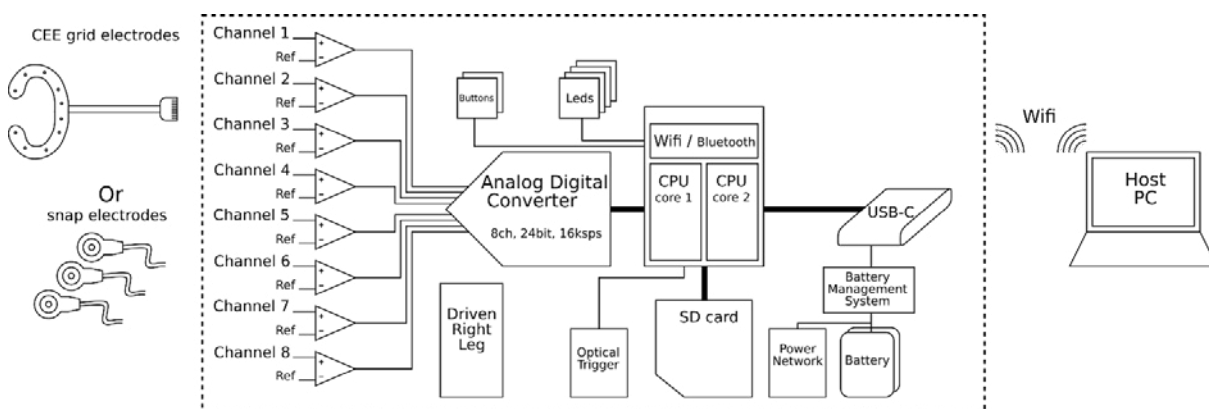 CEE grid electrodes
Or
snap electrodes
Channel 1
Ref
Channel 2
Ref
Channel 3
Ref
Channel 4
Ref
Channel 5
Ref
Channel 6
Ref
Channel 7
Ref
Channel 8
Ref
Buttons
Leds
Analog Digital
Converter
8ch, 24bit, 16ksps
Wifi / Bluetooth
CPU
core 1
CPU
core 2
USB-C
Battery
Management
System
Driven
Right
Leg
Optical
Trigger
SD card
Power
Network
Battery
Wifi
Host
PC